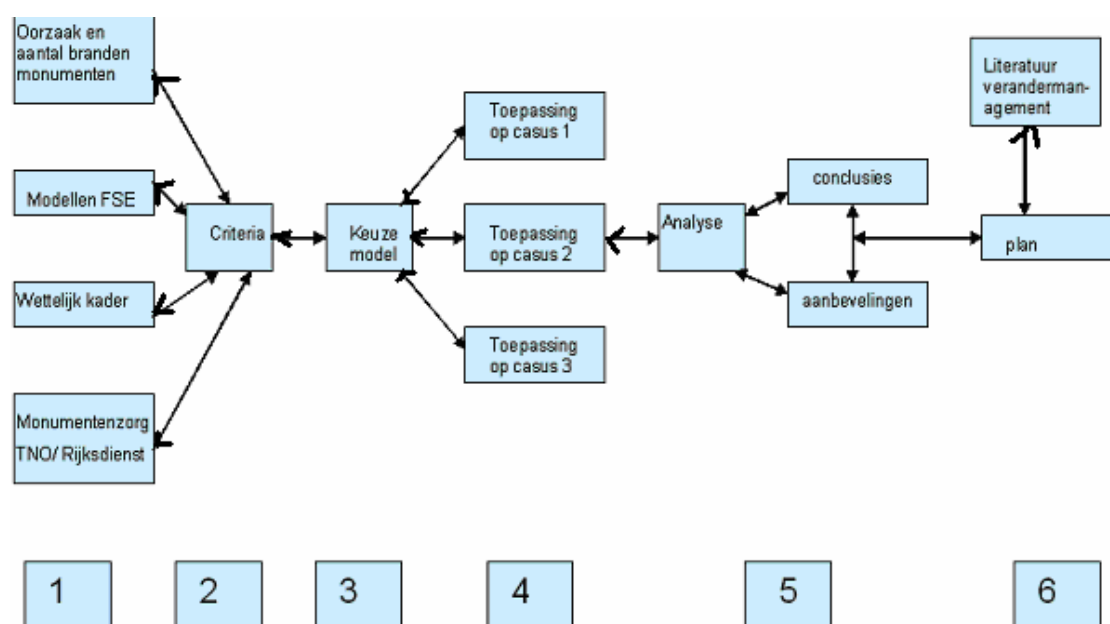 Oorzaak en
aantal branden
monumenten
Modellen FSE
Wettelijk kader
Monumentenzorg
TNO/ Rijksdienst
Criteria
Keuze
model
Toepassing
op casus 1
Toepassing
op casus 2
Toepassing
op casus 3
Analyse
conclusies
aanbevelingen
Literatuur
veranderman-
agement
plan
1
2
3
4
5
6